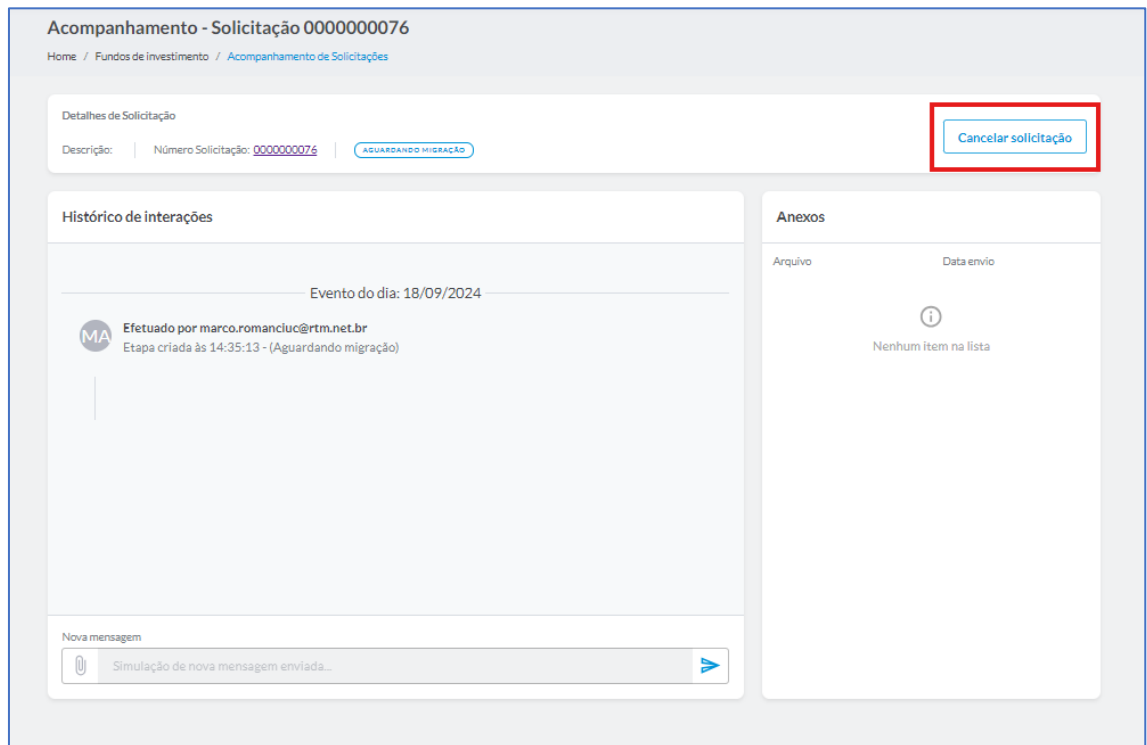 Acompanhamento - Solicitação 0000000076
Home / Fundos de investimento / Acompanhamento de Solicitações
Detalhes de Solicitação
Descrição: Número Solicitação: 0000000076 AGUARDANDO MIGRAÇÃO
Cancelar solicitação
Histórico de interações
Evento do dia: 18/09/2024
MA
Efetuado por marco.romanciuc@rtm.net.br
Etapa criada às 14:35:13 - (Aguardando migração)
Nova mensagem
Simulação de nova mensagem enviada...
Anexos
Arquivo Data envio
Nenhum item na lista